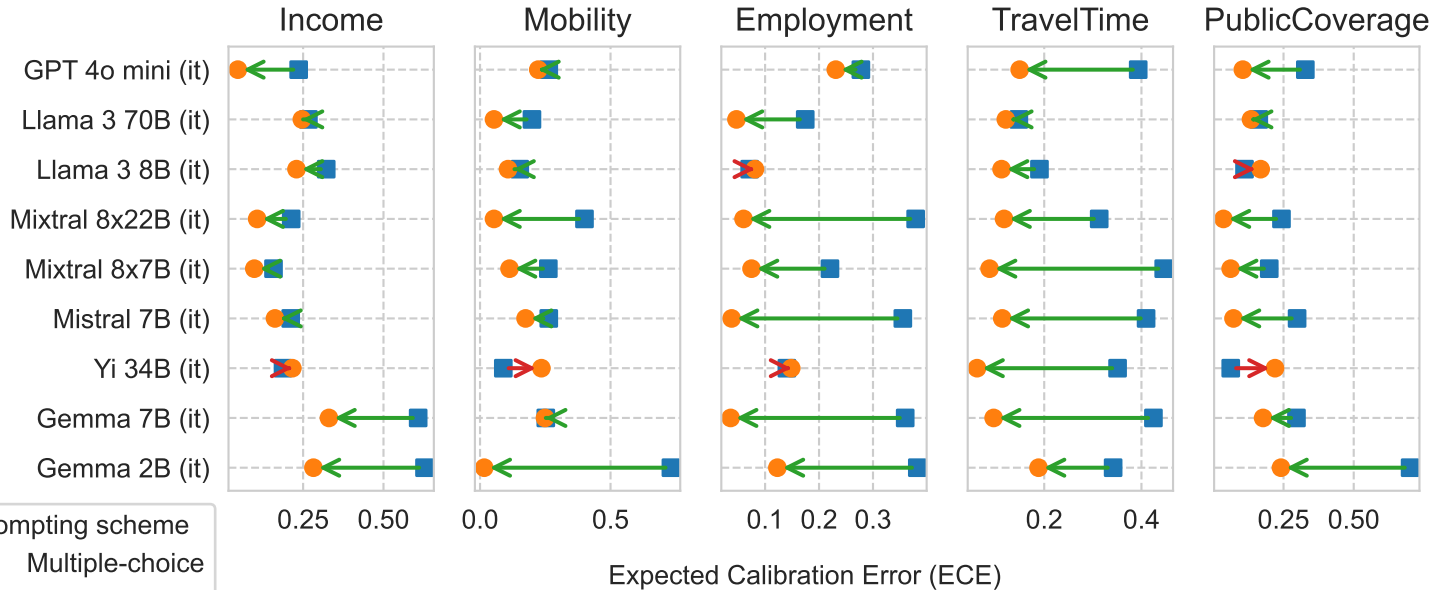 Income Mobility Employment TravelTime PublicCoverage
GPT 4o mini (it)
Llama 3 70B (it)
Llama 3 8B (it)
Mixtral 8x22B (it)
Mixtral 8x7B (it)
Mistral 7B (it)
Yi 34B (it)
Gemma 7B (it)
Gemma 2B (it)
0.25 0.50 0.0 0.5 0.1 0.2 0.3 0.2 0.4 0.25 0.50
ompting scheme
Multiple-choice
Expected Calibration Error (ECE)